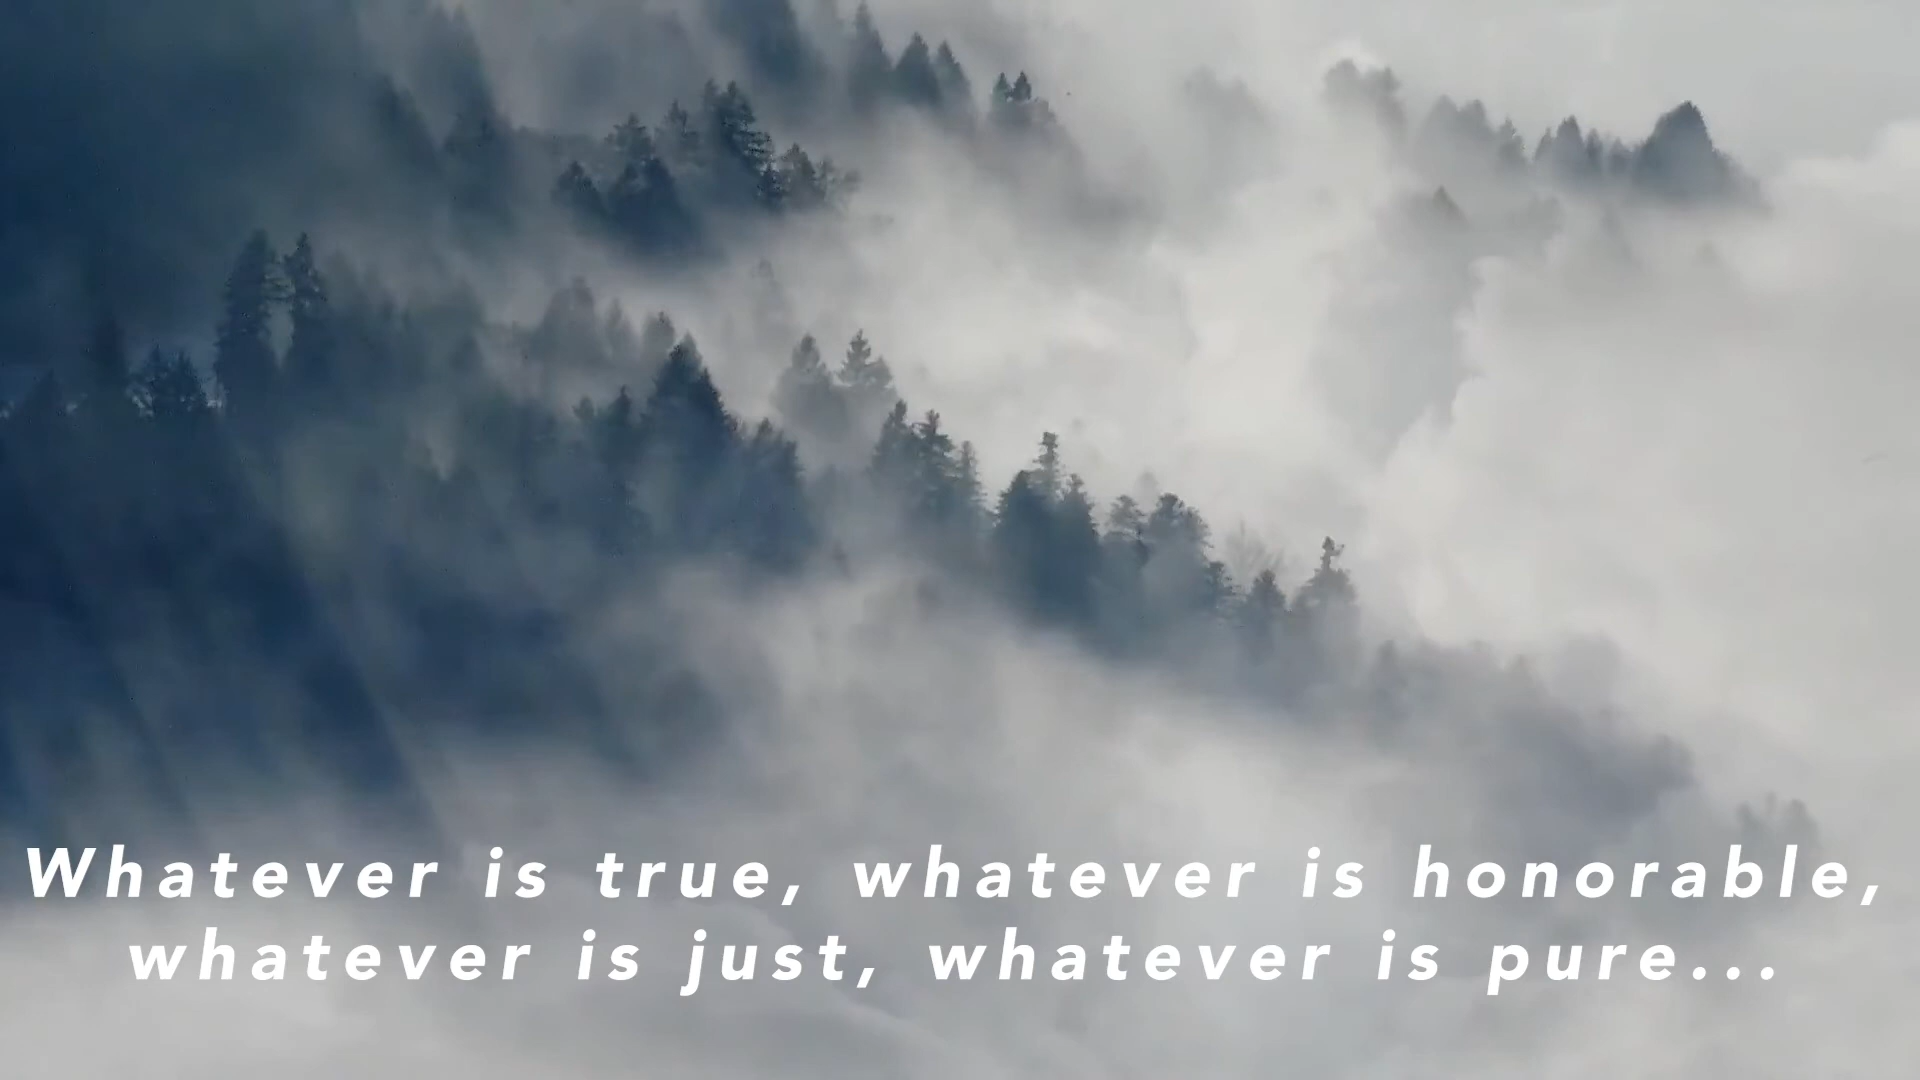 Whatever is true, whatever is honorable,
whatever is just, whatever is pure...